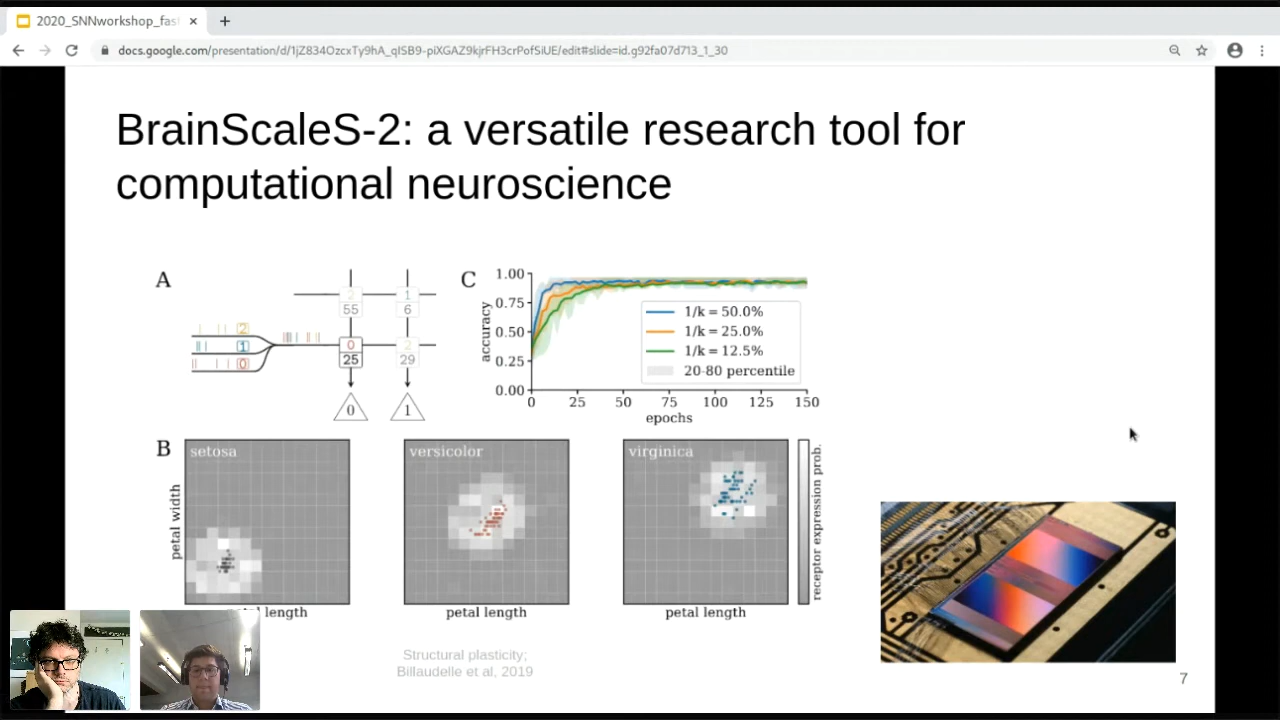 2020_SNNworkshop_fas
docs.google.com/presentation/d/1jZ834OzcxTy9hA_qISB9-piXGAZ9kjrFH3crPofSiUE/edit#slide=id.g92fa07d713_1_30
BrainScaleS-2: a versatile research tool for
computational neuroscience
A
2
55
1
6
2
1
0
0
25
2
29
0
1
C
accuracy
1.00
0.75
0.50
0.25
0.00
1/k = 50.0%
1/k = 25.0%
1/k = 12.5%
20-80 percentile
0 25 50 75 100 125 150
epochs
B
setosa
versicolor
virginica
petal width
receptor expression prob.
length
petal length
petal length
Structural plasticity;
Billaudelle et al, 2019
7